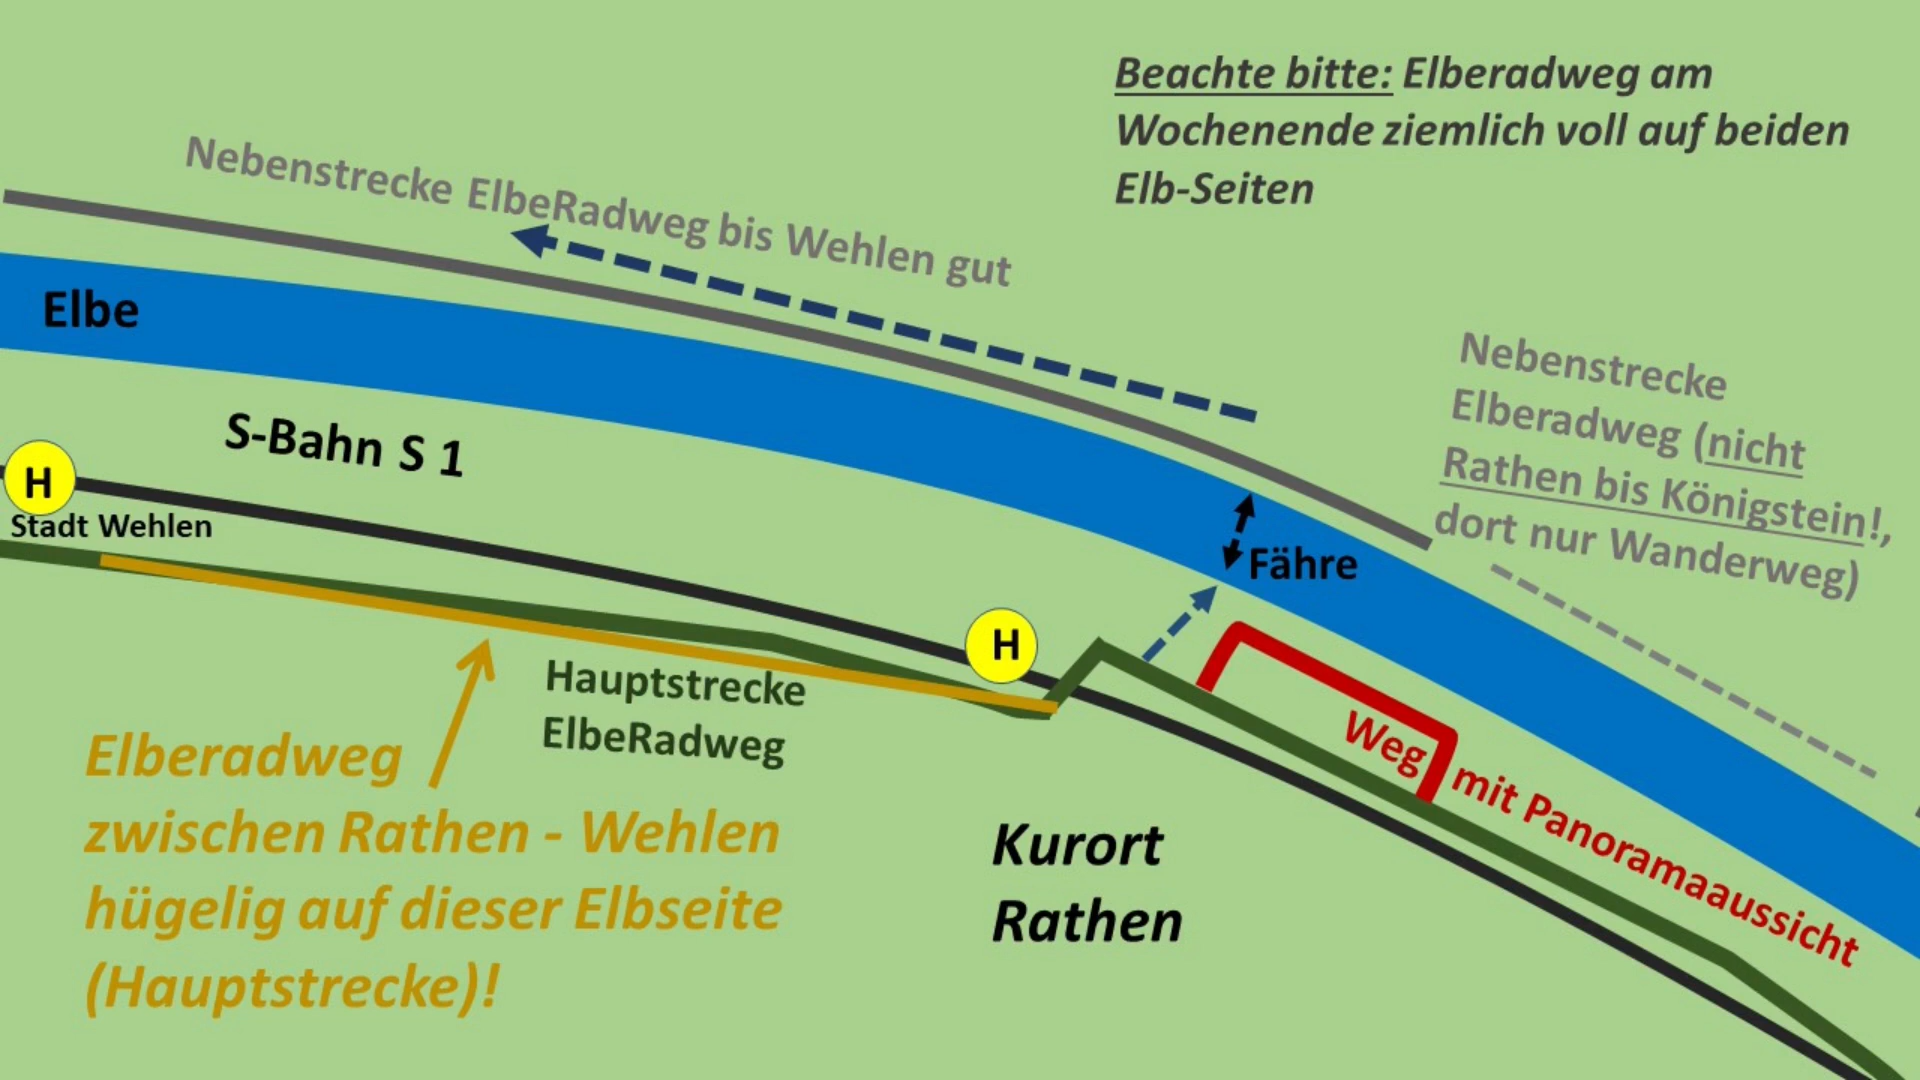 Beachte bitte: Elberadweg am
Wochenende ziemlich voll auf beiden
Elb-Seiten
Nebenstrecke ElbeRadweg bis Wehlen gut
Elbe
Nebenstrecke
Elberadweg (nicht
Rathen bis Königstein!,
dort nur Wanderweg)
S-Bahn S 1
H
Stadt Wehlen
Fähre
H
Hauptstrecke
ElbeRadweg
Weg mit Panoramaaussicht
Elberadweg
zwischen Rathen - Wehlen
hügelig auf dieser Elbseite
(Hauptstrecke)!
Kurort
Rathen